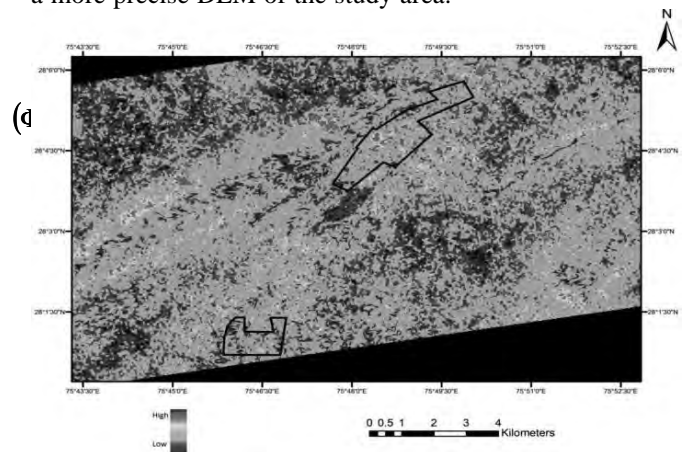 a more precise DEM of the study area.
N
75°43'30"E 75°45'0"E 75°46'30"E 75°48'0"E 75°49'30"E 75°51'0"E 75°52'30"E
28°6'0"N 28°6'0"N
28°4'30"N 28°4'30"N
28°3'0"N 28°3'0"N
28°1'30"N 28°1'30"N
75°43'30"E 75°45'0"E 75°46'30"E 75°48'0"E 75°49'30"E 75°51'0"E 75°52'30"E
High
Low
0 0.5 1 2 3 4
Kilometers